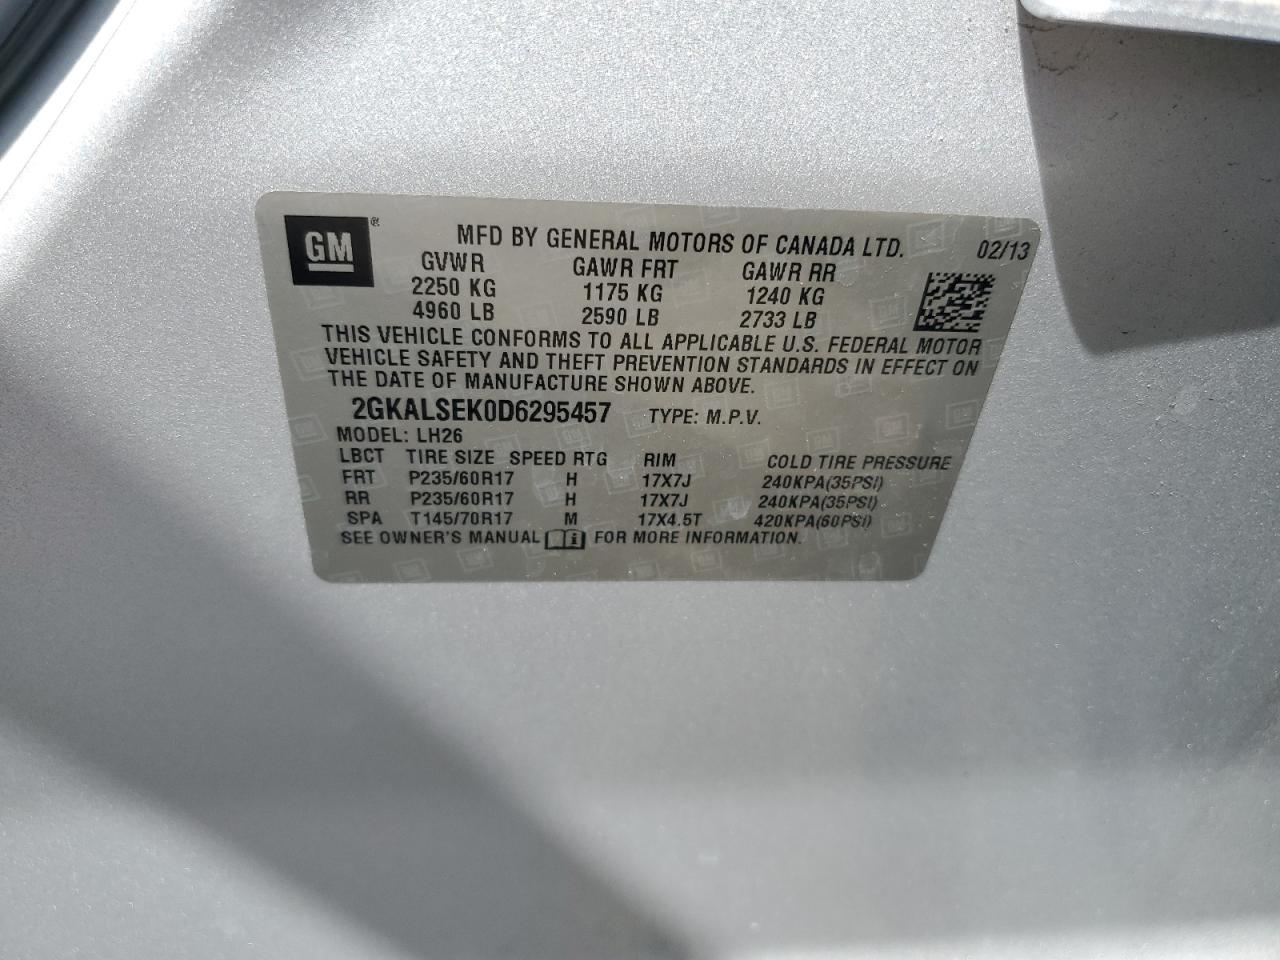 GM®
MFD BY GENERAL MOTORS OF CANADA LTD. 02/13
GVWR GAWR FRT GAWR RR
2250 KG 1175 KG 1240 KG
4960 LB 2590 LB 2733 LB
THIS VEHICLE CONFORMS TO ALL APPLICABLE U.S. FEDERAL MOTOR
VEHICLE SAFETY AND THEFT PREVENTION STANDARDS IN EFFECT ON
THE DATE OF MANUFACTURE SHOWN ABOVE.
2GKALSEK0D6295457 TYPE: M.P.V.
MODEL: LH26
LBCT TIRE SIZE SPEED RTG RIM COLD TIRE PRESSURE
FRT P235/60R17 H 17X7J 240KPA(35PSI)
RR P235/60R17 H 17X7J 240KPA(35PSI)
SPA T145/70R17 M 17X4.5T 420KPA(60PSI)
SEE OWNER'S MANUAL i FOR MORE INFORMATION.